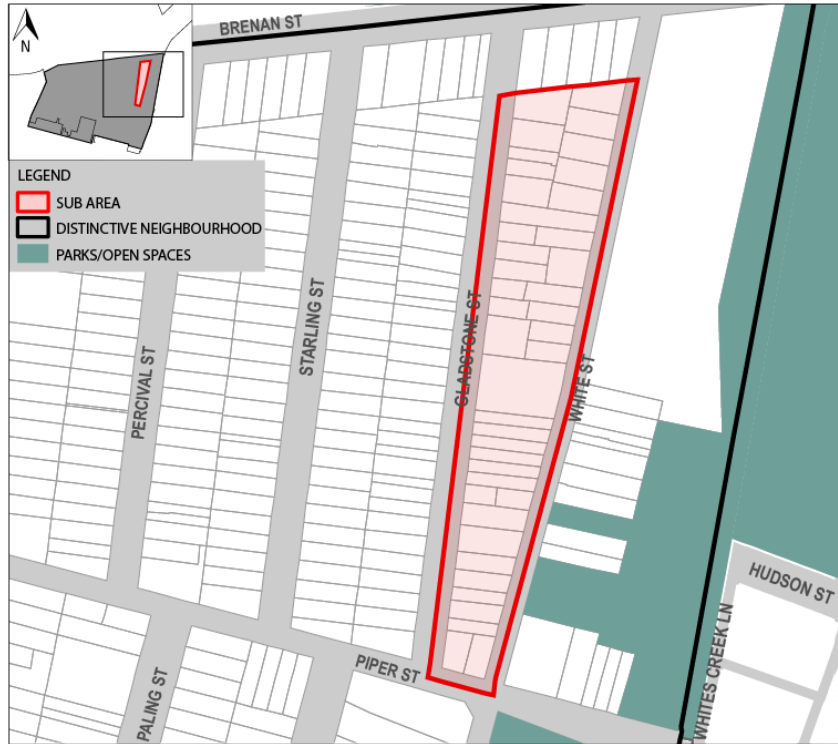 BRENAN ST
N
LEGEND
SUB AREA
DISTINCTIVE NEIGHBOURHOOD
PARKS/OPEN SPACES
PERCIVAL ST
STARLING ST
GLADSTONE ST
WHITE ST
HUDSON ST
PIPER ST
PALING ST
WHITES CREEK LN